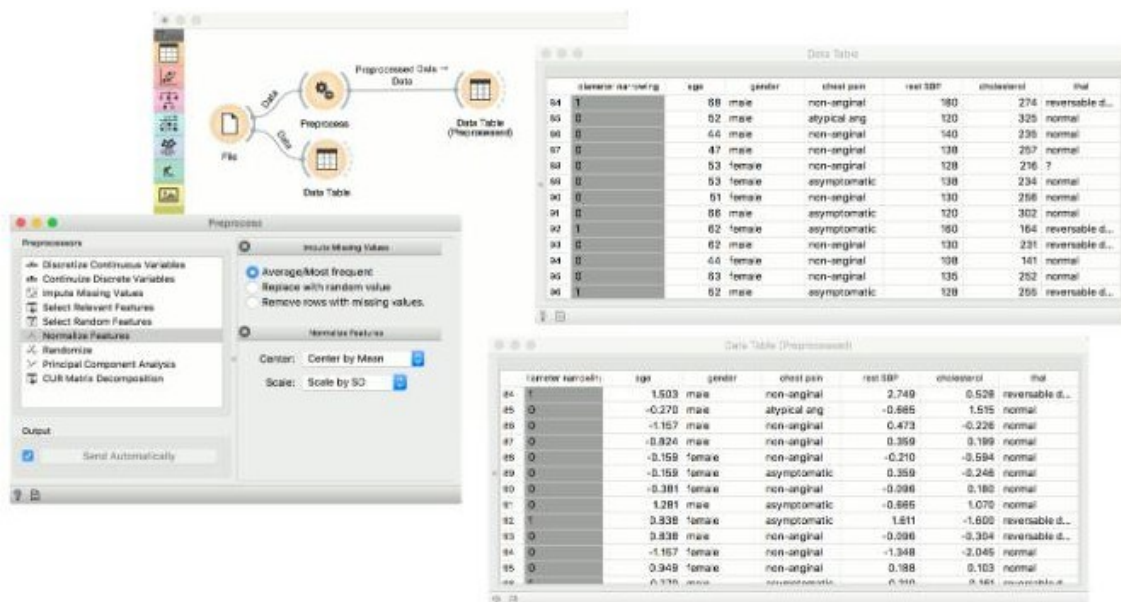 Data
Preprocessed Data →
Data
File
Data
Preprocess
Data Table
(Preprocessed)
Data Table
Preprocess
Preprocessors
Discretize Continuous Variables
Continuize Discrete Variables
Impute Missing Values
Select Relevant Features
Select Random Features
Normalize Features
Randomize
Principal Component Analysis
CUR Matrix Decomposition
Output
Send Automatically
Impute Missing Values
Average/Most frequent
Replace with random value
Remove rows with missing values.
Normalize Features
Center: Center by Mean
Scale: Scale by SD
Data Table
diameter narrowing age gender chest pain rest SBP cholesterol thal
84 1 68 male non-anginal 180 274 reversable d...
85 0 52 male atypical ang 120 325 normal
86 0 44 male non-anginal 140 235 normal
87 0 47 male non-anginal 138 257 normal
88 0 53 female non-anginal 128 216 ?
89 0 53 female asymptomatic 138 234 normal
90 0 51 female non-anginal 130 256 normal
91 0 66 male asymptomatic 120 302 normal
92 1 62 female asymptomatic 160 164 reversable d...
93 0 62 male non-anginal 130 231 reversable d...
94 0 44 female non-anginal 108 141 normal
95 0 63 female non-anginal 135 252 normal
96 1 52 male asymptomatic 128 255 reversable d...
Data Table (Preprocessed)
age gender chest pain rest SBP cholesterol thal
84 1 1.503 male non-anginal 2.749 0.528 reversable d...
85 0 -0.270 male atypical ang -0.665 1.515 normal
86 0 -1.157 male non-anginal 0.473 -0.226 normal
87 0 -0.824 male non-anginal 0.359 0.199 normal
88 0 -0.159 female non-anginal -0.210 -0.594 normal
89 0 -0.159 female asymptomatic 0.359 -0.246 normal
90 0 -0.381 female non-anginal -0.096 0.180 normal
91 0 1.281 male asymptomatic -0.665 1.070 normal
92 1 0.838 female asymptomatic 1.611 -1.600 reversable d...
93 0 0.838 male non-anginal -0.096 -0.304 reversable d...
94 0 -1.157 female non-anginal -1.348 -2.045 normal
95 0 0.949 female non-anginal 0.188 0.103 normal